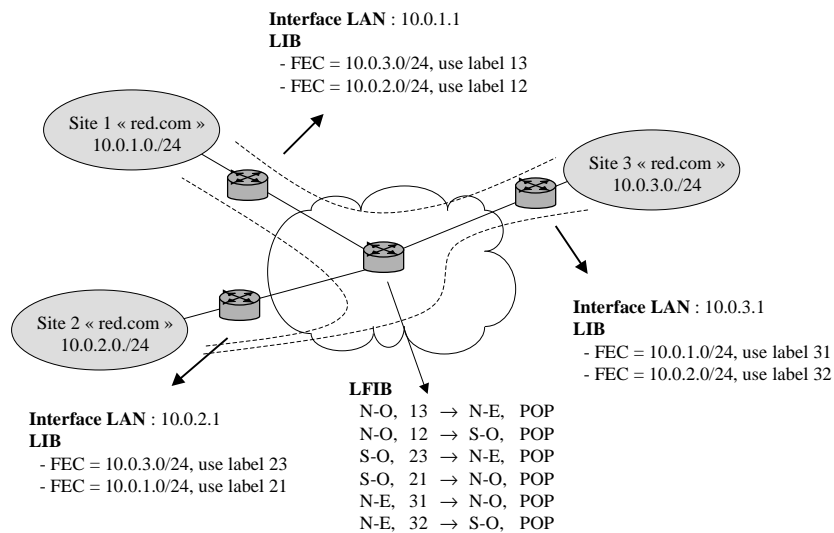 Interface LAN : 10.0.1.1
LIB
- FEC = 10.0.3.0/24, use label 13
- FEC = 10.0.2.0/24, use label 12
Site 1 « red.com »
10.0.1.0./24
Site 3 « red.com »
10.0.3.0./24
Site 2 « red.com »
10.0.2.0./24
Interface LAN : 10.0.3.1
LIB
- FEC = 10.0.1.0/24, use label 31
- FEC = 10.0.2.0/24, use label 32
Interface LAN : 10.0.2.1
LIB
- FEC = 10.0.3.0/24, use label 23
- FEC = 10.0.1.0/24, use label 21
LFIB
N-O, 13 → N-E, POP
N-O, 12 → S-O, POP
S-O, 23 → N-E, POP
S-O, 21 → N-O, POP
N-E, 31 → N-O, POP
N-E, 32 → S-O, POP